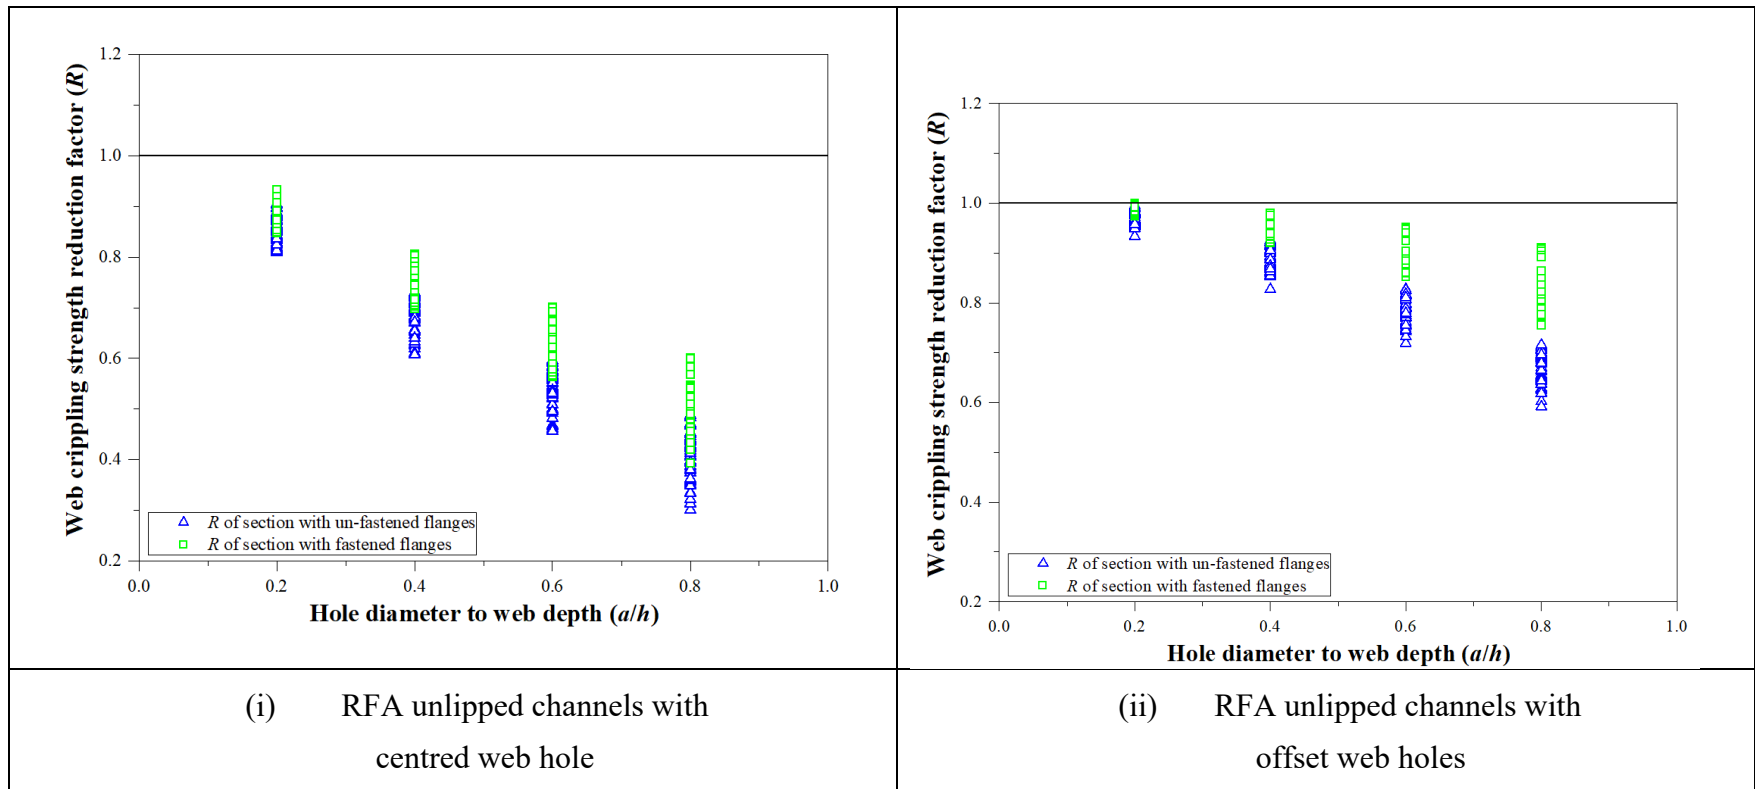 1.2
1.0
0.8
0.6
0.4
0.2
Web crippling strength reduction factor (R)
R of section with un-fastened flanges
R of section with fastened flanges
0.0 0.2 0.4 0.6 0.8 1.0
Hole diameter to web depth (a/h)
(i) RFA unlipped channels with
centred web hole
1.2
1.0
0.8
0.6
0.4
0.2
Web crippling strength reduction factor (R)
R of section with un-fastened flanges
R of section with fastened flanges
0.0 0.2 0.4 0.6 0.8 1.0
Hole diameter to web depth (a/h)
(ii) RFA unlipped channels with
offset web holes